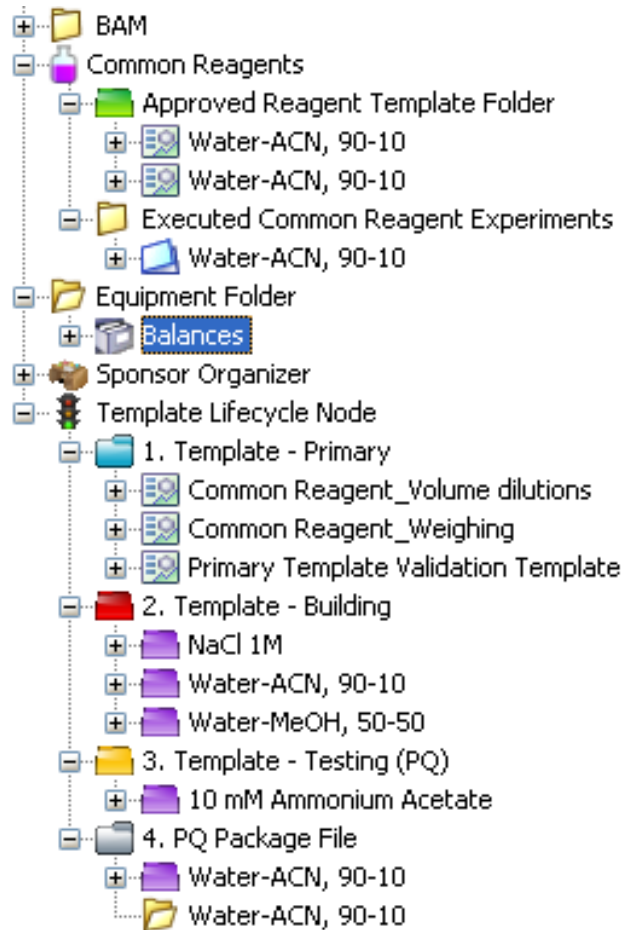 BAM
Common Reagents
Approved Reagent Template Folder
Water-ACN, 90-10
Water-ACN, 90-10
Executed Common Reagent Experiments
Water-ACN, 90-10
Equipment Folder
Balances
Sponsor Organizer
Template Lifecycle Node
1. Template - Primary
Common Reagent_Volume dilutions
Common Reagent_Weighing
Primary Template Validation Template
2. Template - Building
NaCl 1M
Water-ACN, 90-10
Water-MeOH, 50-50
3. Template - Testing (PQ)
10 mM Ammonium Acetate
4. PQ Package File
Water-ACN, 90-10
Water-ACN, 90-10